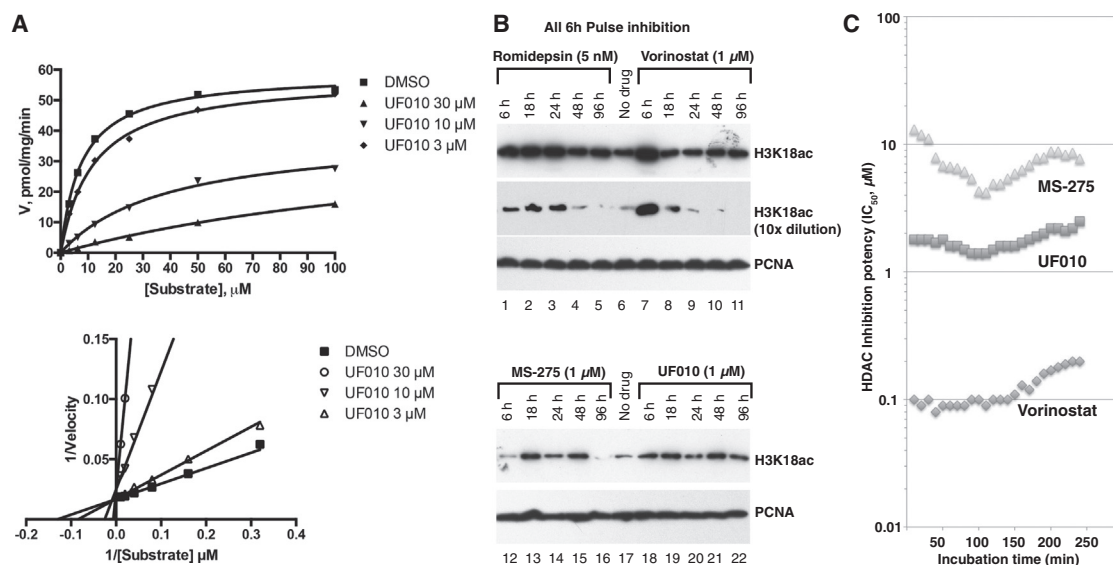 A
60
50
40
30
20
10
0
V, pmol/mg/min
0 10 20 30 40 50 60 70 80 90 100
[Substrate], μM
DMSO
UF010 30 μM
UF010 10 μM
UF010 3 μM
0.15
0.10
0.05
1/Velocity
-0.2 -0.1 0.0 0.1 0.2 0.3 0.4
1/[Substrate] μM
DMSO
UF010 30 μM
UF010 10 μM
UF010 3 μM
B
All 6h Pulse inhibition
Romidepsin (5 nM) No drug Vorinostat (1 μM)
6 h 18 h 24 h 48 h 96 h 6 h 18 h 24 h 48 h 96 h
H3K18ac
H3K18ac
(10x dilution)
PCNA
1 2 3 4 5 6 7 8 9 10 11
MS-275 (1 μM) No drug UF010 (1 μM)
6 h 18 h 24 h 48 h 96 h 6 h 18 h 24 h 48 h 96 h
H3K18ac
PCNA
12 13 14 15 16 17 18 19 20 21 22
C
100
10
1
0.1
0.01
HDAC Inhibition potency (IC50, μM)
MS-275
UF010
Vorinostat
50 100 150 200 250
Incubation time (min)